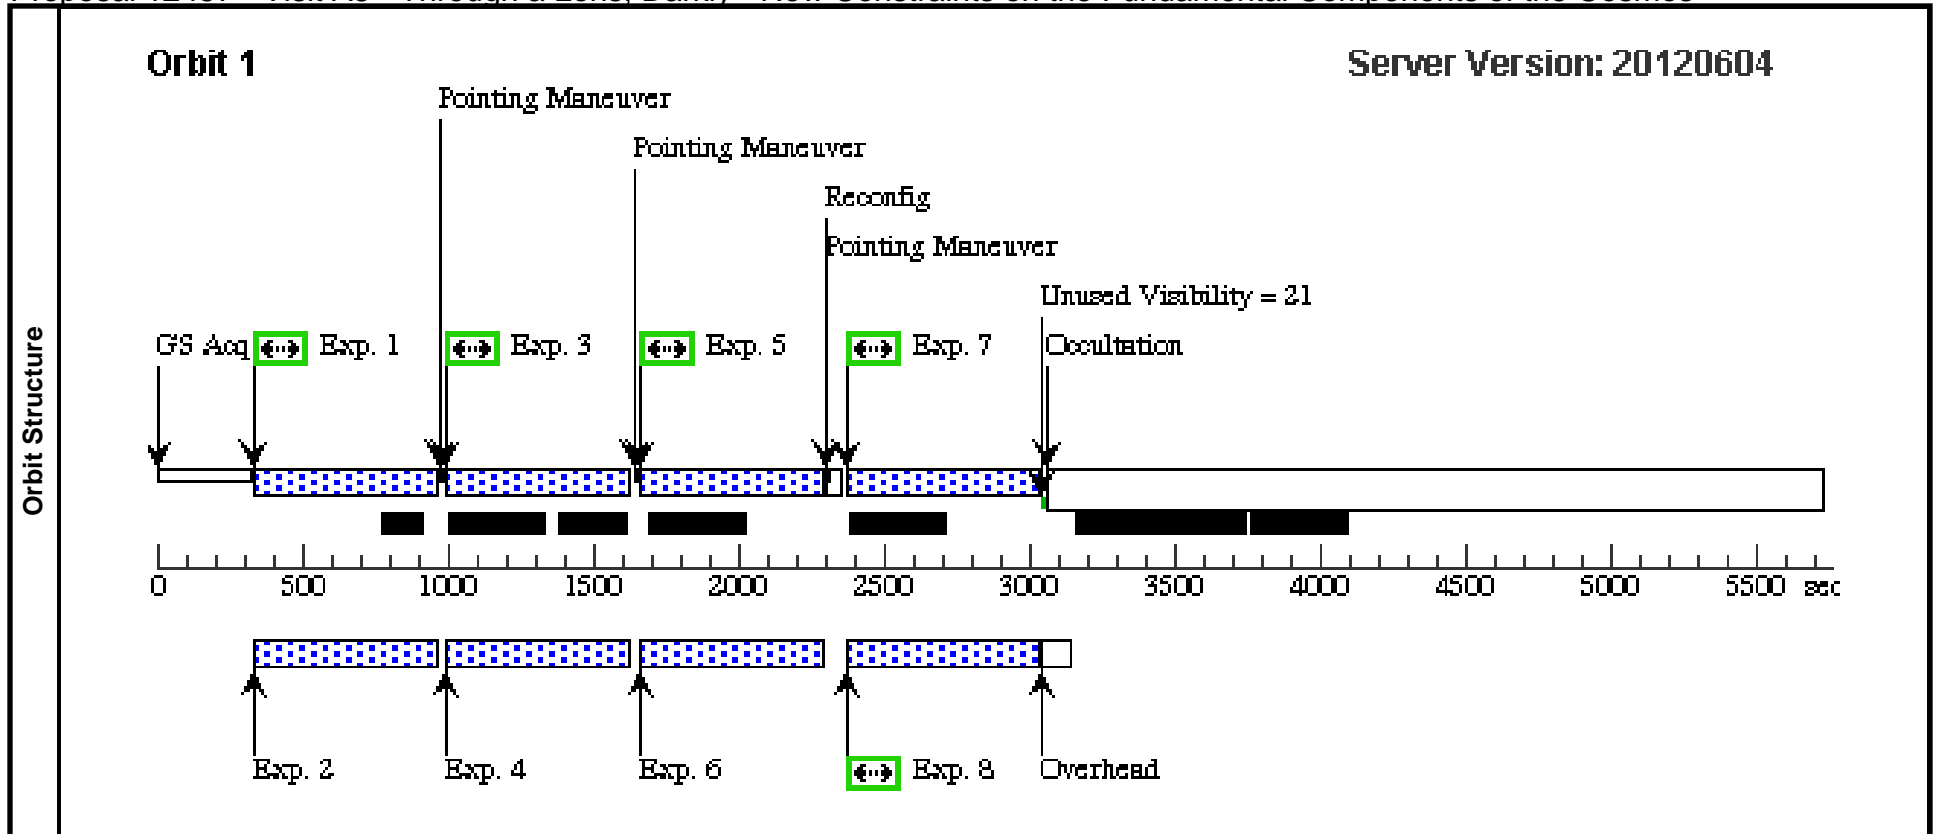 Orbit 1
Server Version: 20120604
Pointing Maneuver
Pointing Maneuver
Reconfig
Pointing Maneuver
Unused Visibility = 21
GS Acq Exp. 1 Exp. 3 Exp. 5 Exp. 7 Occultation
Orbit Structure
0 500 1000 1500 2000 2500 3000 3500 4000 4500 5000 5500 sec
Exp. 2 Exp. 4 Exp. 6 Exp. 8 Overhead